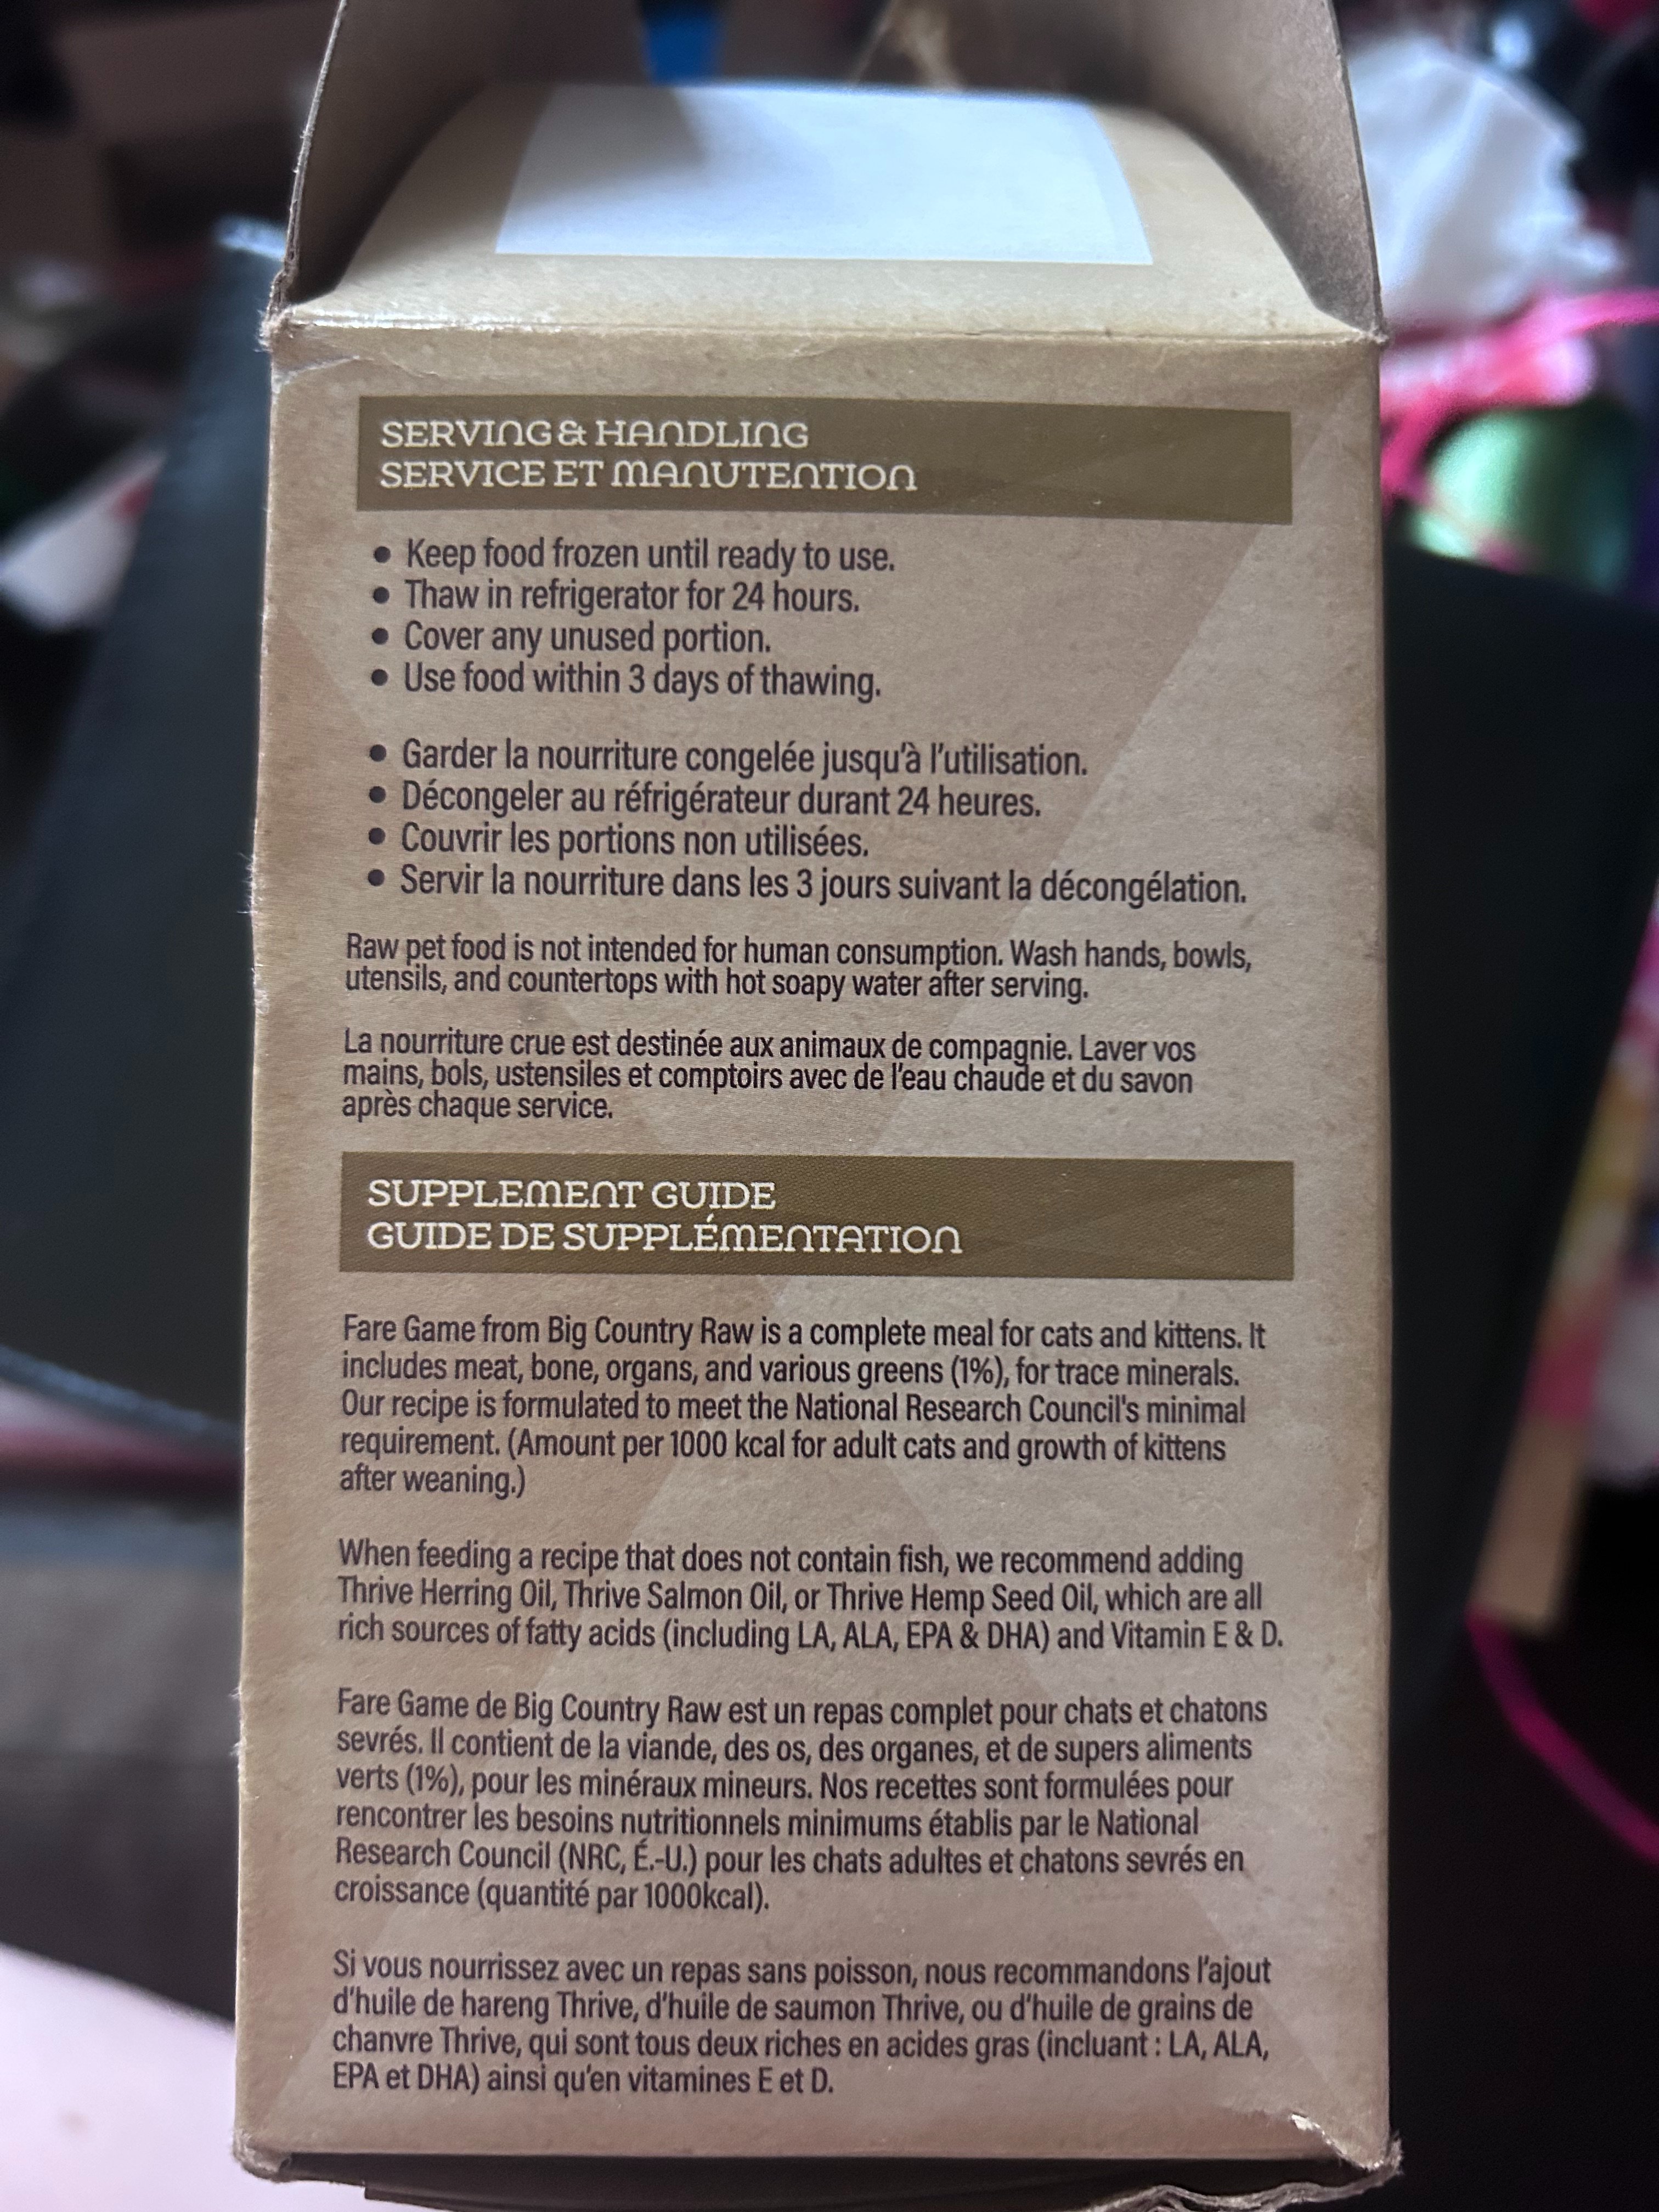 SERVING & HANDLING
SERVICE ET MANUTENTION
• Keep food frozen until ready to use.
• Thaw in refrigerator for 24 hours.
• Cover any unused portion.
• Use food within 3 days of thawing.
• Garder la nourriture congelée jusqu'à l'utilisation.
• Décongeler au réfrigérateur durant 24 heures.
• Couvrir les portions non utilisées.
• Servir la nourriture dans les 3 jours suivant la décongélation.
Raw pet food is not intended for human consumption. Wash hands, bowls,
utensils, and countertops with hot soapy water after serving.
La nourriture crue est destinée aux animaux de compagnie. Laver vos
mains, bols, ustensiles et comptoirs avec de l'eau chaude et du savon
après chaque service.
SUPPLEMENT GUIDE
GUIDE DE SUPPLÉMENTATION
Fare Game from Big Country Raw is a complete meal for cats and kittens. It
includes meat, bone, organs, and various greens (1%), for trace minerals.
Our recipe is formulated to meet the National Research Council's minimal
requirement. (Amount per 1000 kcal for adult cats and growth of kittens
after weaning.)
When feeding a recipe that does not contain fish, we recommend adding
Thrive Herring Oil, Thrive Salmon Oil, or Thrive Hemp Seed Oil, which are all
rich sources of fatty acids (including LA, ALA, EPA & DHA) and Vitamin E & D.
Fare Game de Big Country Raw est un repas complet pour chats et chatons
sevrés. Il contient de la viande, des os, des organes, et de supers aliments
verts (1%), pour les minéraux mineurs. Nos recettes sont formulées pour
rencontrer les besoins nutritionnels minimums établis par le National
Research Council (NRC, É.-U.) pour les chats adultes et chatons sevrés en
croissance (quantité par 1000kcal).
Si vous nourrissez avec un repas sans poisson, nous recommandons l'ajout
d'huile de hareng Thrive, d'huile de saumon Thrive, ou d'huile de grains de
chanvre Thrive, qui sont tous deux riches en acides gras (incluant : LA, ALA,
EPA et DHA) ainsi qu'en vitamines E et D.